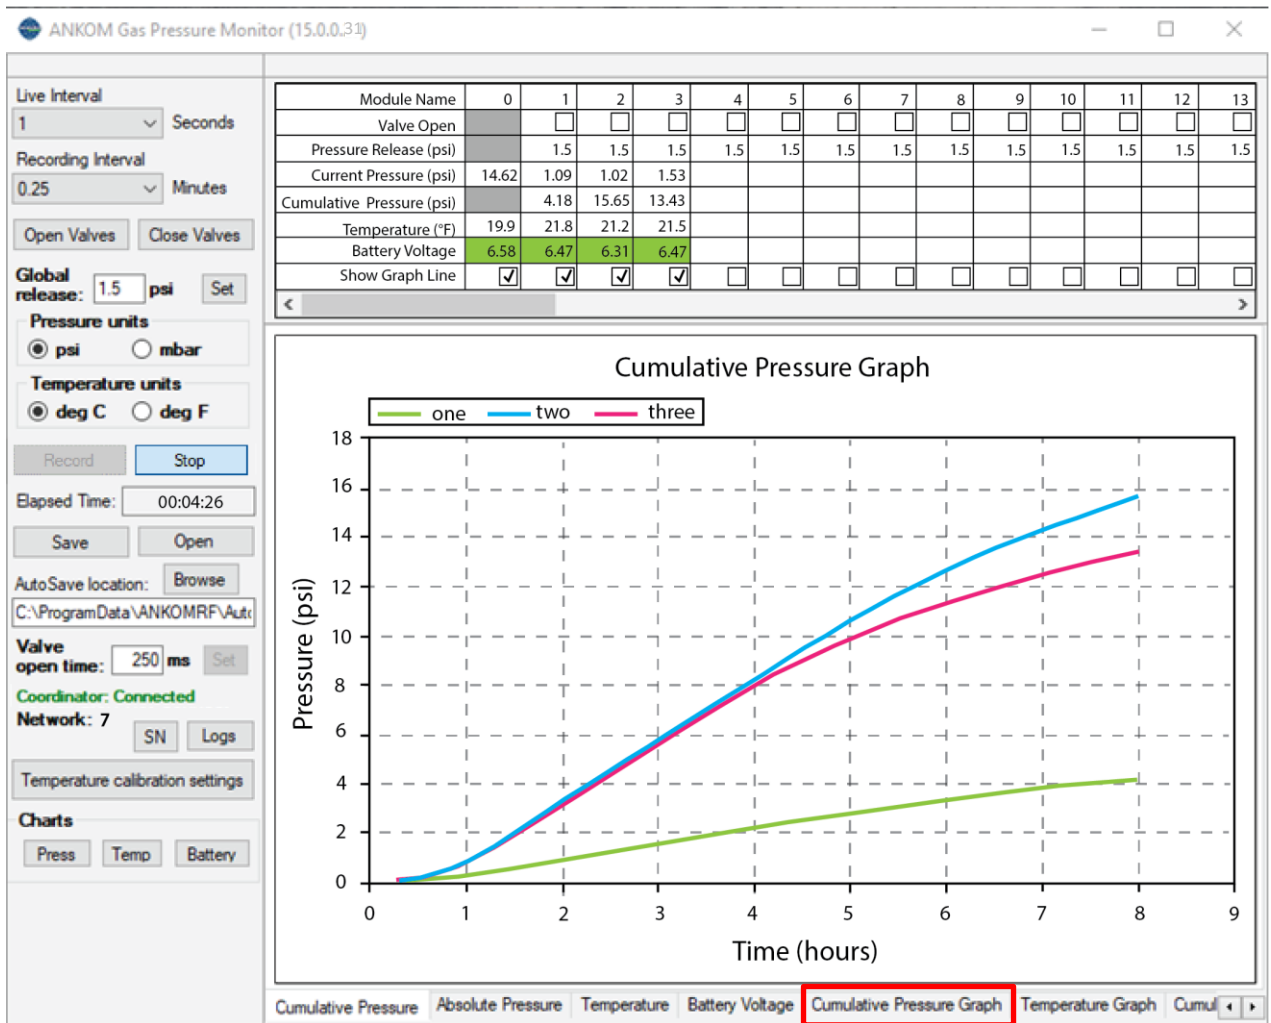 ANKOM Gas Pressure Monitor (15.0.0.31)
Live Interval
1 Seconds
Recording Interval
0.25 Minutes
Open Valves Close Valves
Global release: 1.5 psi Set
Pressure units
psi mbar
Temperature units
deg C deg F
Record Stop
Elapsed Time: 00:04:26
Save Open
AutoSave location: Browse
C:\ProgramData\ANKOMRF\Aut
Valve open time: 250 ms Set
Coordinator: Connected
Network: 7
SN Logs
Temperature calibration settings
Charts
Press Temp Battery
Module Name 0 1 2 3 4 5 6 7 8 9 10 11 12 13
Valve Open
Pressure Release (psi) 1.5 1.5 1.5 1.5 1.5 1.5 1.5 1.5 1.5 1.5 1.5 1.5 1.5
Current Pressure (psi) 14.62 1.09 1.02 1.53
Cumulative Pressure (psi) 4.18 15.65 13.43
Temperature (°F) 19.9 21.8 21.2 21.5
Battery Voltage 6.58 6.47 6.31 6.47
Show Graph Line
Cumulative Pressure Graph
one two three
18
16
14
12
10
8
6
4
2
0
Pressure (psi)
0 1 2 3 4 5 6 7 8 9
Time (hours)
Cumulative Pressure Absolute Pressure Temperature Battery Voltage Cumulative Pressure Graph Temperature Graph Cumul